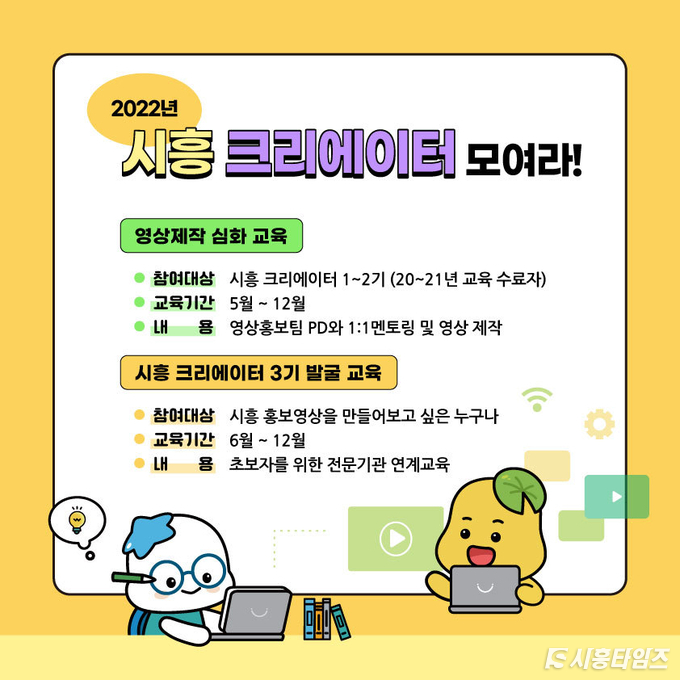 2022년
시흥 크리에이터 모여라!
영상제작 심화 교육
참여대상 시흥 크리에이터 1~2기 (20~21년 교육 수료자)
교육기간 5월 ~ 12월
내 용 영상홍보팀 PD와 1:1멘토링 및 영상 제작
시흥 크리에이터 3기 발굴 교육
참여대상 시흥 홍보영상을 만들어보고 싶은 누구나
교육기간 6월 ~ 12월
내 용 초보자를 위한 전문기관 연계교육
시흥타임즈